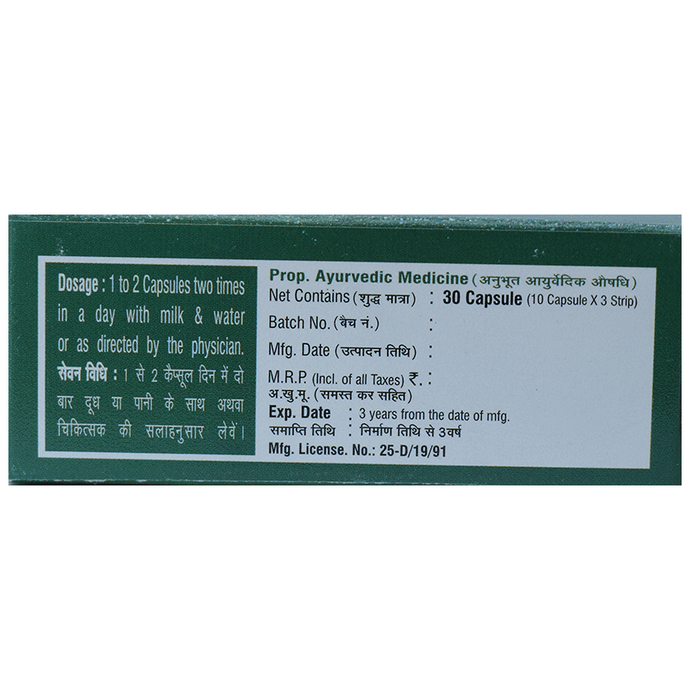 Dosage : 1 to 2 Capsules two times
in a day with milk & water
or as directed by the physician.
सेवन विधि : 1 से 2 कैप्सूल दिन में दो
बार दूध या पानी के साथ अथवा
चिकित्सक की सलाहनुसार लेवें।
Prop. Ayurvedic Medicine (अनुभूत आयुर्वेदिक औषधि)
Net Contains (शुद्ध मात्रा) : 30 Capsule (10 Capsule X 3 Strip)
Batch No. (बैच नं.) :
Mfg. Date (उत्पादन तिथि) :
M.R.P. (Incl. of all Taxes) ₹. :
अ.खु.मू. (समस्त कर सहित)
Exp. Date : 3 years from the date of mfg.
समाप्ति तिथि : निर्माण तिथि से 3 वर्ष
Mfg. License. No.: 25-D/19/91